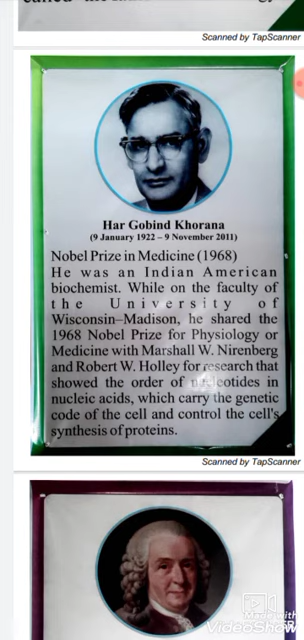 Scanned by TapScanner
Har Gobind Khorana
(9 January 1922 – 9 November 2011)
Nobel Prize in Medicine (1968)
He was an Indian American
biochemist. While on the faculty of
the University of
Wisconsin–Madison, he shared the
1968 Nobel Prize for Physiology or
Medicine with Marshall W. Nirenberg
and Robert W. Holley for research that
showed the order of nucleotides in
nucleic acids, which carry the genetic
code of the cell and control the cell's
synthesis of proteins.
Scanned by TapScanner
Made with
VideoShow